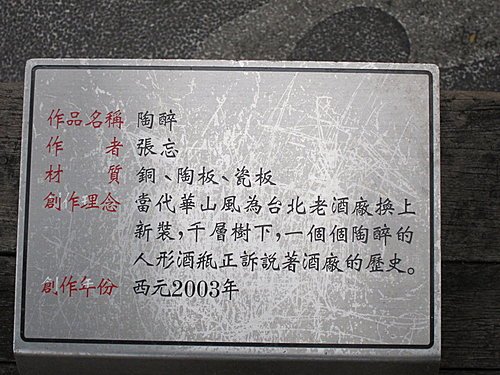 作品名稱 陶醉
作者 張忘
材質 銅、陶板、瓷板
創作理念 當代華山風為台北老酒廠換上
新裝，千層樹下，一個個陶醉的
人形酒瓶正訴說著酒廠的歷史。
創作年份 西元2003年